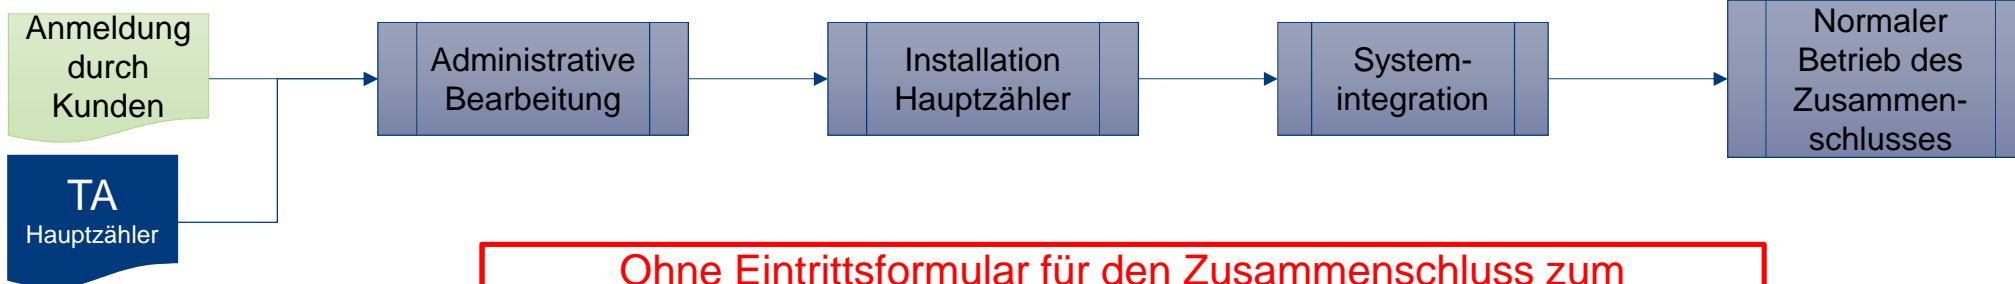 Anmeldung
durch
Kunden
TA
Hauptzähler
Administrative
Bearbeitung
Installation
Hauptzähler
System-
integration
Normaler
Betrieb des
Zusammen-
schlusses
Ohne Eintrittsformular für den Zusammenschluss zum